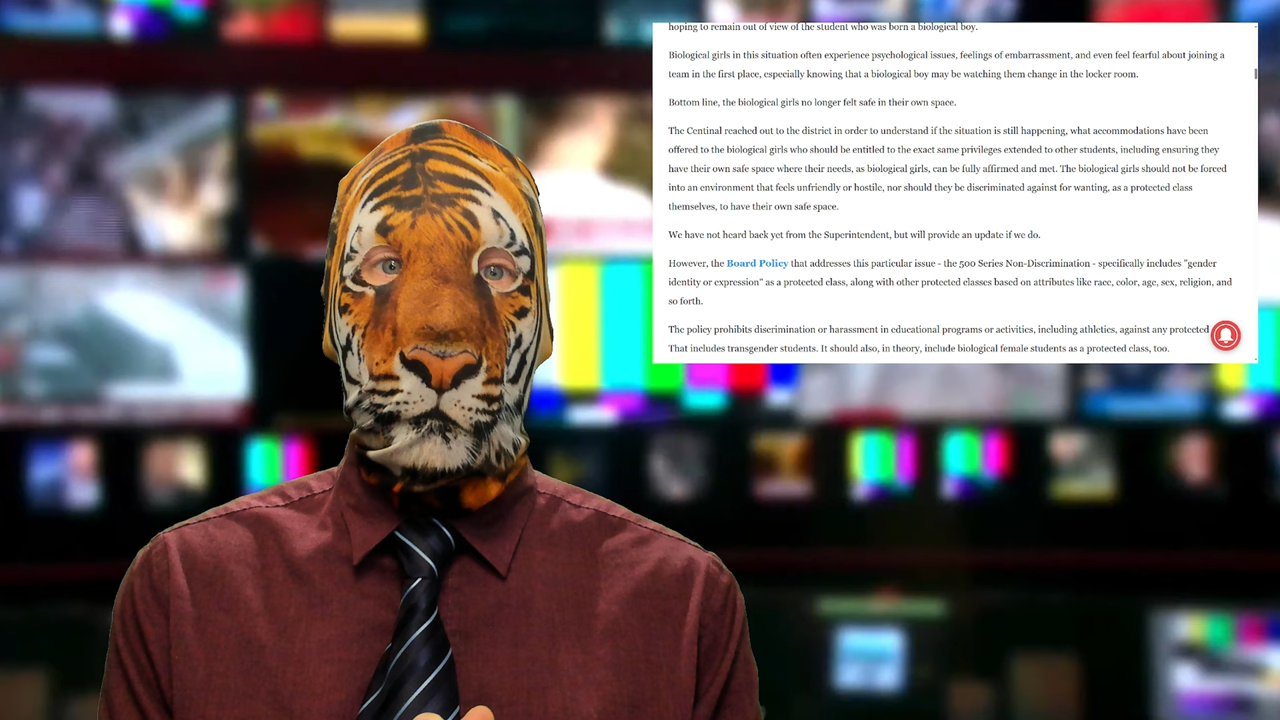 hoping to remain out of view of the student who was born a biological boy.
Biological girls in this situation often experience psychological issues, feelings of embarrassment, and even feel fearful about joining a
team in the first place, especially knowing that a biological boy may be watching them change in the locker room.
Bottom line, the biological girls no longer felt safe in their own space.
The Centinal reached out to the district in order to understand if the situation is still happening, what accommodations have been
offered to the biological girls who should be entitled to the exact same privileges extended to other students, including ensuring they
have their own safe space where their needs, as biological girls, can be fully affirmed and met. The biological girls should not be forced
into an environment that feels unfriendly or hostile, nor should they be discriminated against for wanting, as a protected class
themselves, to have their own safe space.
We have not heard back yet from the Superintendent, but will provide an update if we do.
However, the Board Policy that addresses this particular issue - the 500 Series Non-Discrimination - specifically includes "gender
identity or expression" as a protected class, along with other protected classes based on attributes like race, color, age, sex, religion, and
so forth.
The policy prohibits discrimination or harassment in educational programs or activities, including athletics, against any protected
That includes transgender students. It should also, in theory, include biological female students as a protected class, too.